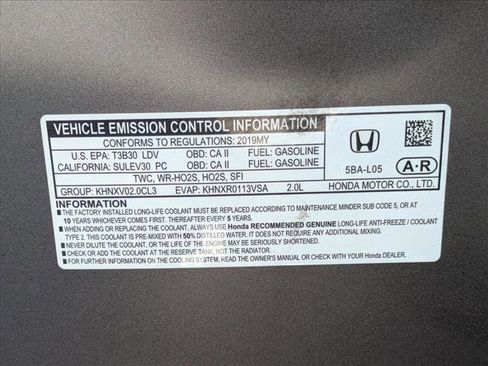 VEHICLE EMISSION CONTROL INFORMATION
CONFORMS TO REGULATIONS: 2019MY
U.S. EPA: T3B30 LDV OBD: CA II FUEL: GASOLINE
CALIFORNIA: SULEV30 PC OBD: CA II FUEL: GASOLINE
TWC, WR-HO2S, HO2S, SFI
GROUP: KHNXV02.0CL3 EVAP: KHNXR0113VSA 2.0L
HONDA
5BA-L05 A-R
HONDA MOTOR CO., LTD.
IMPORTANT INFORMATION
■ THE FACTORY INSTALLED LONG-LIFE COOLANT MUST BE REPLACED ACCORDING TO MAINTENANCE MINDER SUB CODE 5, OR AT
10 YEARS WHICHEVER COMES FIRST. THEREAFTER EVERY 5 YEARS.
■ WHEN ADDING OR REPLACING THE COOLANT, ALWAYS USE Honda RECOMMENDED GENUINE LONG-LIFE ANTI-FREEZE / COOLANT
TYPE 2. THIS COOLANT IS PRE-MIXED WITH 50% DISTILLED WATER. IT DOES NOT REQUIRE ANY ADDITIONAL MIXING.
■ NEVER DILUTE THE COOLANT, OR THE LIFE OF THE ENGINE MAY BE SERIOUSLY SHORTENED.
■ CHECK OR ADD COOLANT AT THE RESERVE TANK, NOT THE RADIATOR.
■ FOR FURTHER INFORMATION ON THE COOLING SYSTEM, READ THE OWNER'S MANUAL OR ASK YOUR Honda DEALER.